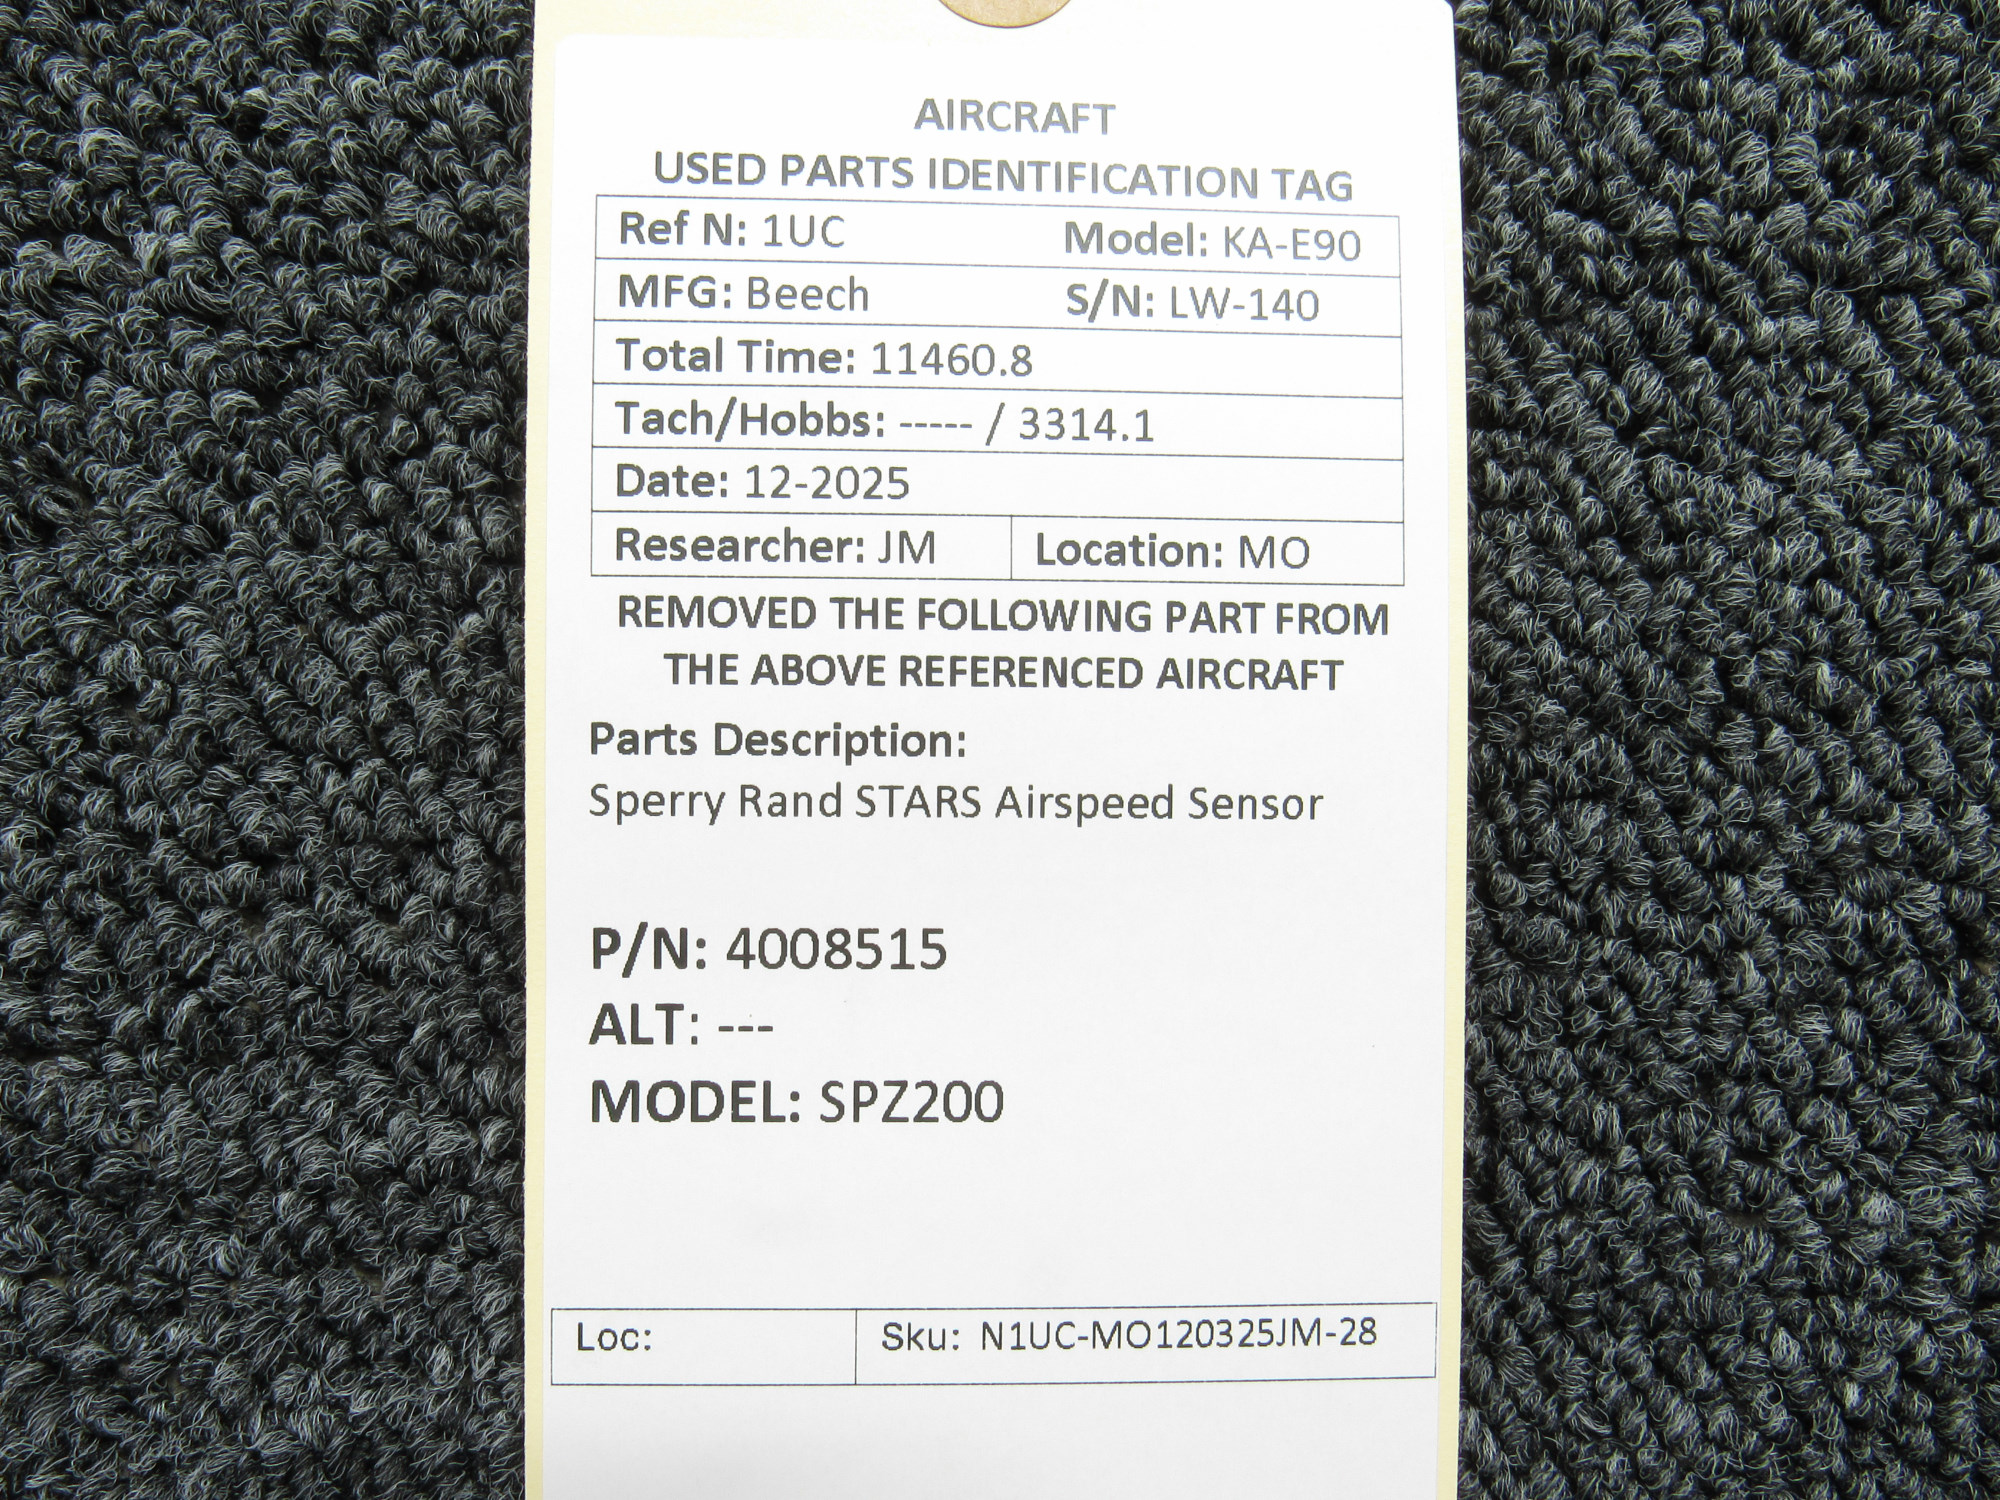 AIRCRAFT
USED PARTS IDENTIFICATION TAG
Ref N: 1UC Model: KA-E90
MFG: Beech S/N: LW-140
Total Time: 11460.8
Tach/Hobbs: ----- / 3314.1
Date: 12-2025
Researcher: JM Location: MO
REMOVED THE FOLLOWING PART FROM
THE ABOVE REFERENCED AIRCRAFT
Parts Description:
Sperry Rand STARS Airspeed Sensor
P/N: 4008515
ALT: ---
MODEL: SPZ200
Loc: Sku: N1UC-MO120325JM-28